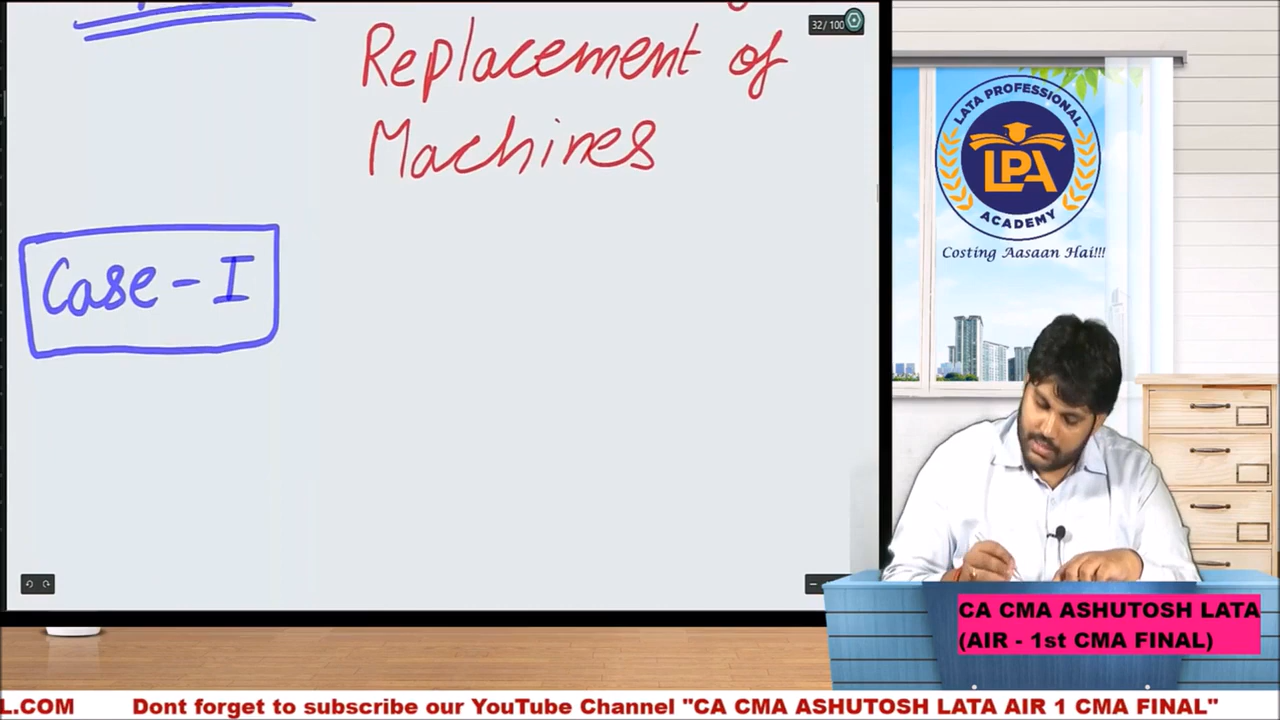 32/ 100
Replacement of
Machines
Case - I
LATA PROFESSIONAL
LPA
ACADEMY
Costing Aasaan Hai!!!
CA CMA ASHUTOSH LATA
(AIR - 1st CMA FINAL)
L.COM Dont forget to subscribe our YouTube Channel "CA CMA ASHUTOSH LATA AIR 1 CMA FINAL"